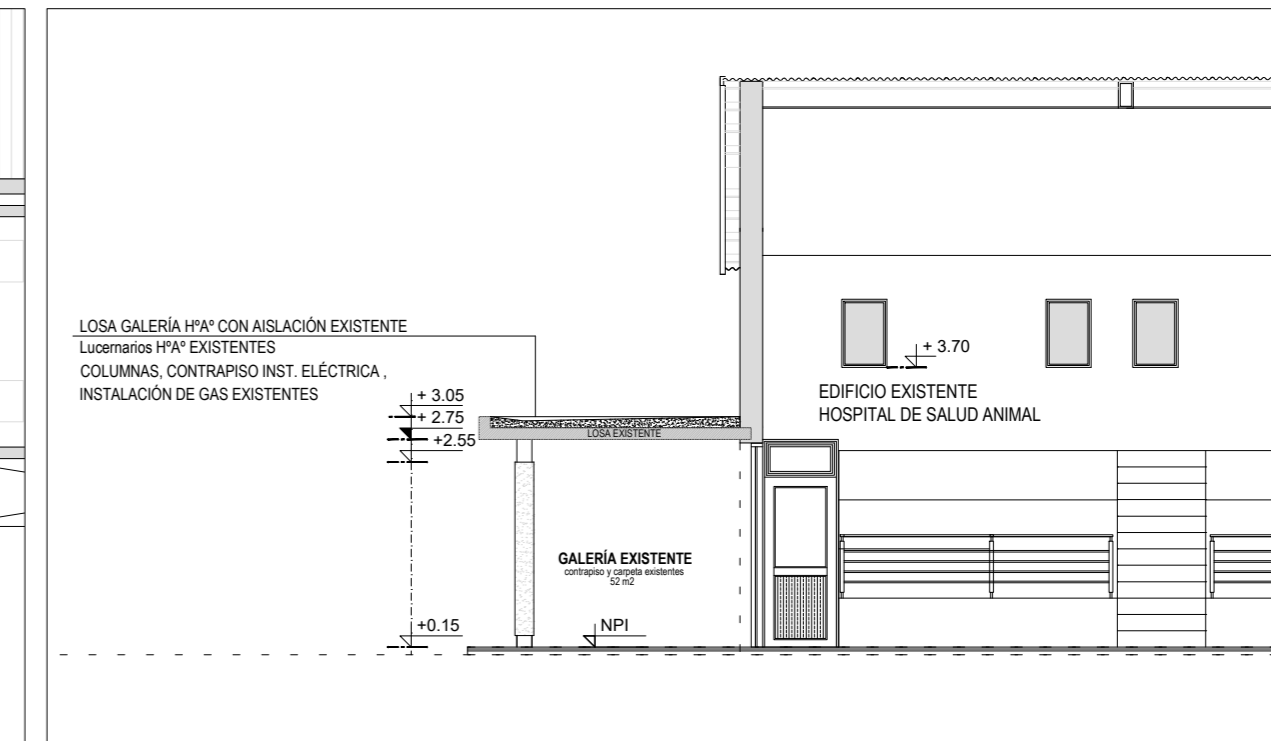 LOSA GALERÍA HºAº CON AISLACIÓN EXISTENTE
Lucernarios HºAº EXISTENTES
COLUMNAS, CONTRAPISO INST. ELÉCTRICA ,
INSTALACIÓN DE GAS EXISTENTES
+ 3.05
+ 2.75
+2.55
LOSA EXISTENTE
+ 3.70
EDIFICIO EXISTENTE
HOSPITAL DE SALUD ANIMAL
GALERÍA EXISTENTE
contrapiso y carpeta existentes
52 m2
+0.15
NPI